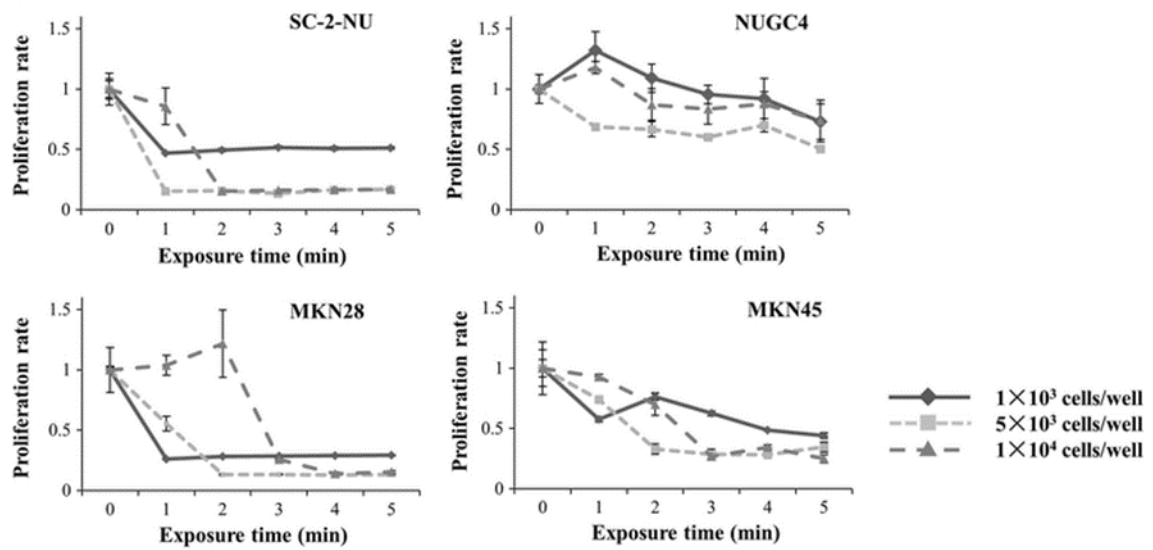 SC-2-NU
Proliferation rate
1.5
1
0.5
0
0 1 2 3 4 5
Exposure time (min)
NUGC4
Proliferation rate
1.5
1
0.5
0
0 1 2 3 4 5
Exposure time (min)
MKN28
Proliferation rate
1.5
1
0.5
0
0 1 2 3 4 5
Exposure time (min)
MKN45
Proliferation rate
1.5
1
0.5
0
0 1 2 3 4 5
Exposure time (min)
1×10³ cells/well
5×10³ cells/well
1×10⁴ cells/well